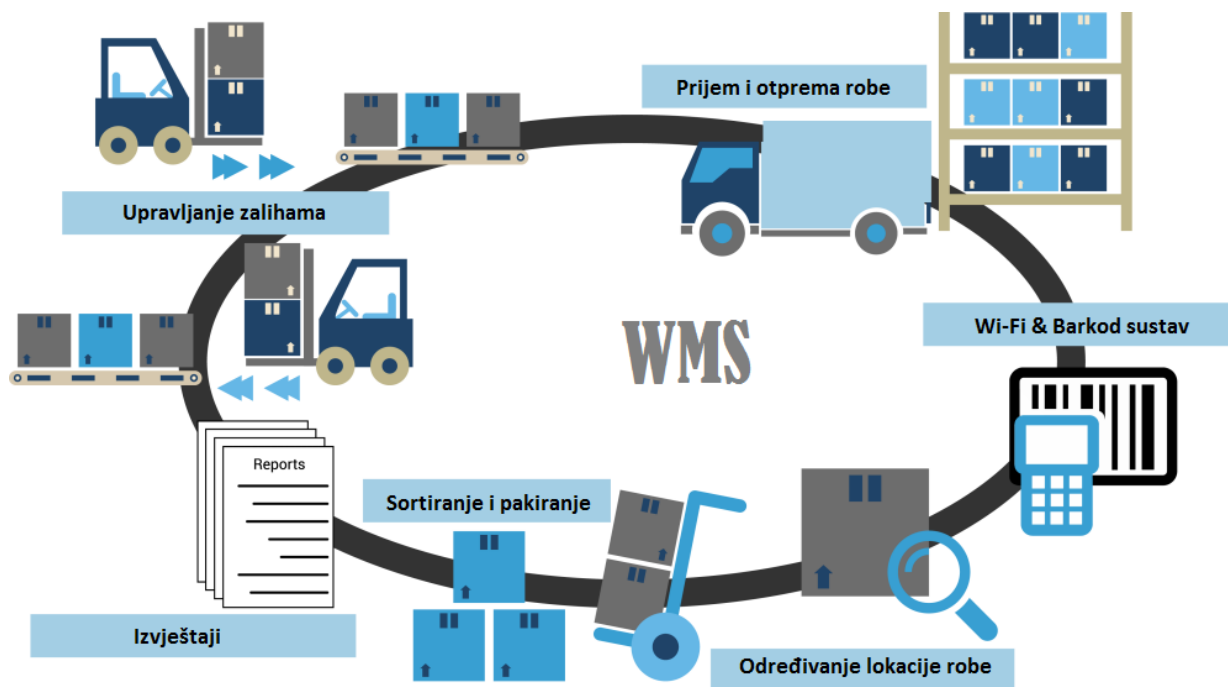 Prijem i otprema robe
Upravljanje zalihama
Wi-Fi & Barkod sustav
WMS
Reports
Sortiranje i pakiranje
Izvještaji
Određivanje lokacije robe